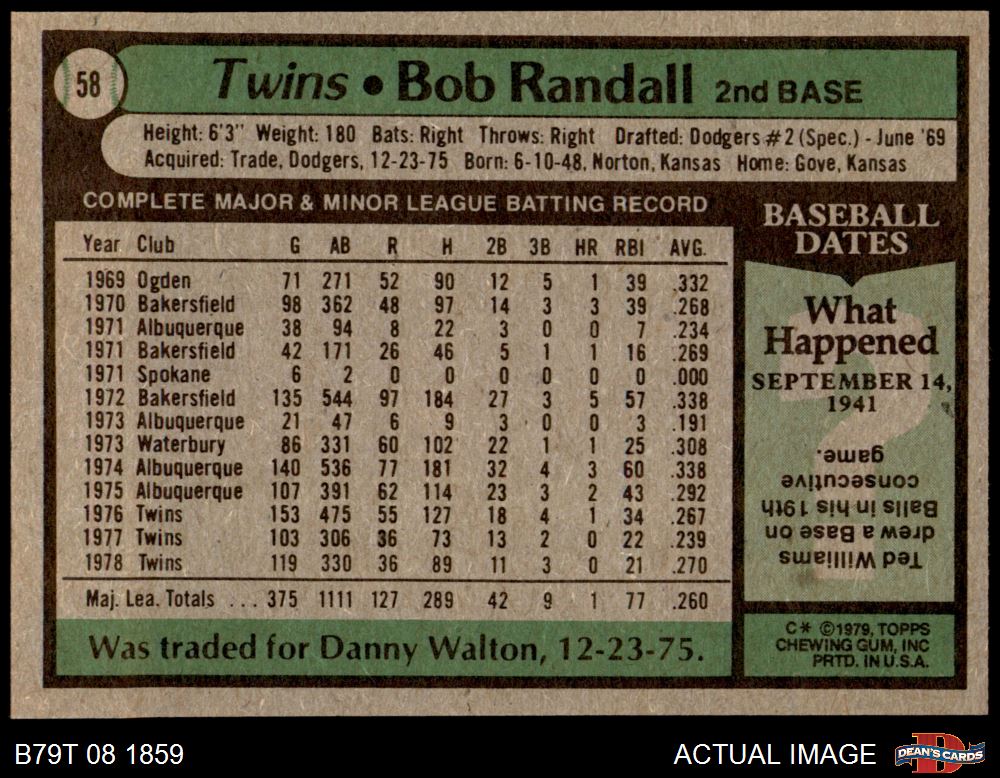 58
Twins • Bob Randall 2nd BASE
Height: 6'3" Weight: 180 Bats: Right Throws: Right Drafted: Dodgers #2 (Spec.) - June '69
Acquired: Trade, Dodgers, 12-23-75 Born: 6-10-48, Norton, Kansas Home: Gove, Kansas
COMPLETE MAJOR & MINOR LEAGUE BATTING RECORD
Year Club G AB R H 2B 3B HR RBI AVG.
1969 Ogden 71 271 52 90 12 5 1 39 .332
1970 Bakersfield 98 362 48 97 14 3 3 39 .268
1971 Albuquerque 38 94 8 22 3 0 0 7 .234
1971 Bakersfield 42 171 26 46 5 1 1 16 .269
1971 Spokane 6 2 0 0 0 0 0 0 .000
1972 Bakersfield 135 544 97 184 27 3 5 57 .338
1973 Albuquerque 21 47 6 9 3 0 0 3 .191
1973 Waterbury 86 331 60 102 22 1 1 25 .308
1974 Albuquerque 140 536 77 181 32 4 3 60 .338
1975 Albuquerque 107 391 62 114 23 3 2 43 .292
1976 Twins 153 475 55 127 18 4 1 34 .267
1977 Twins 103 306 36 73 13 2 0 22 .239
1978 Twins 119 330 36 89 11 3 0 21 .270
Maj. Lea. Totals ... 375 1111 127 289 42 9 1 77 .260
Was traded for Danny Walton, 12-23-75.
BASEBALL
DATES
What
Happened
SEPTEMBER 14,
1941
Ted Williams
drew a Base on
Balls in his 19th
consecutive
game.
C* ©1979, TOPPS
CHEWING GUM, INC
PRTD. IN U.S.A.
B79T 08 1859
ACTUAL IMAGE
DEAN'S CARDS